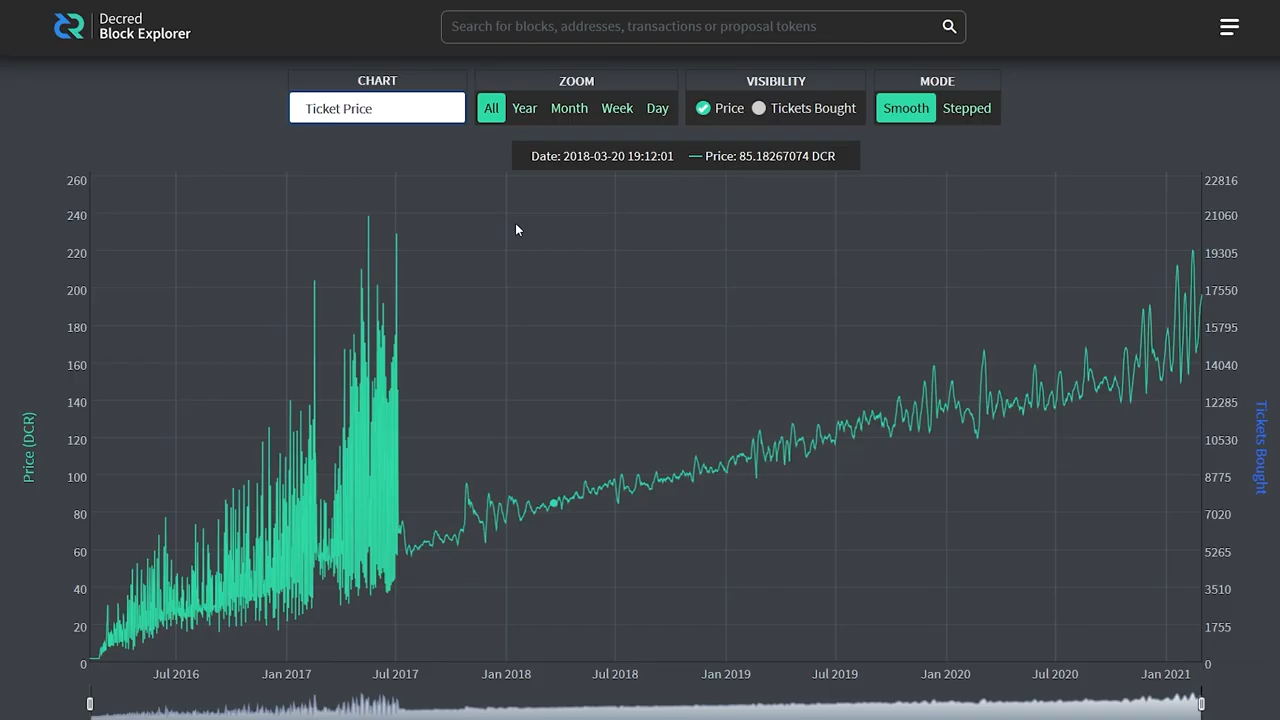 Decred
Block Explorer
Search for blocks, addresses, transactions or proposal tokens
CHART
Ticket Price
ZOOM
All Year Month Week Day
VISIBILITY
Price Tickets Bought
MODE
Smooth Stepped
Date: 2018-03-20 19:12:01 — Price: 85.18267074 DCR
Price (DCR)
260
240
220
200
180
160
140
120
100
80
60
40
20
0
22816
21060
19305
17550
15795
14040
12285
10530
8775
7020
5265
3510
1755
0
Tickets Bought
Jul 2016 Jan 2017 Jul 2017 Jan 2018 Jul 2018 Jan 2019 Jul 2019 Jan 2020 Jul 2020 Jan 2021